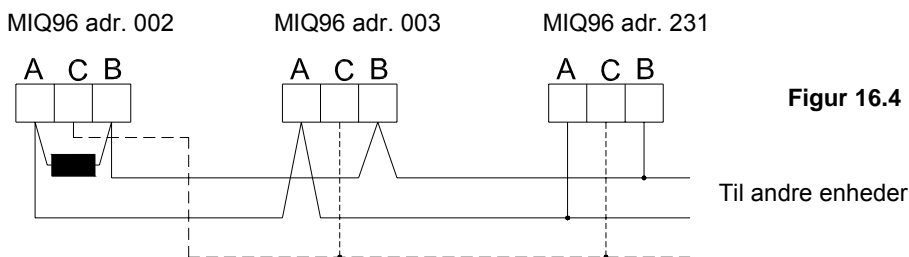 MIQ96 adr. 002 MIQ96 adr. 003 MIQ96 adr. 231
A C B A C B A C B
Figur 16.4
Til andre enheder